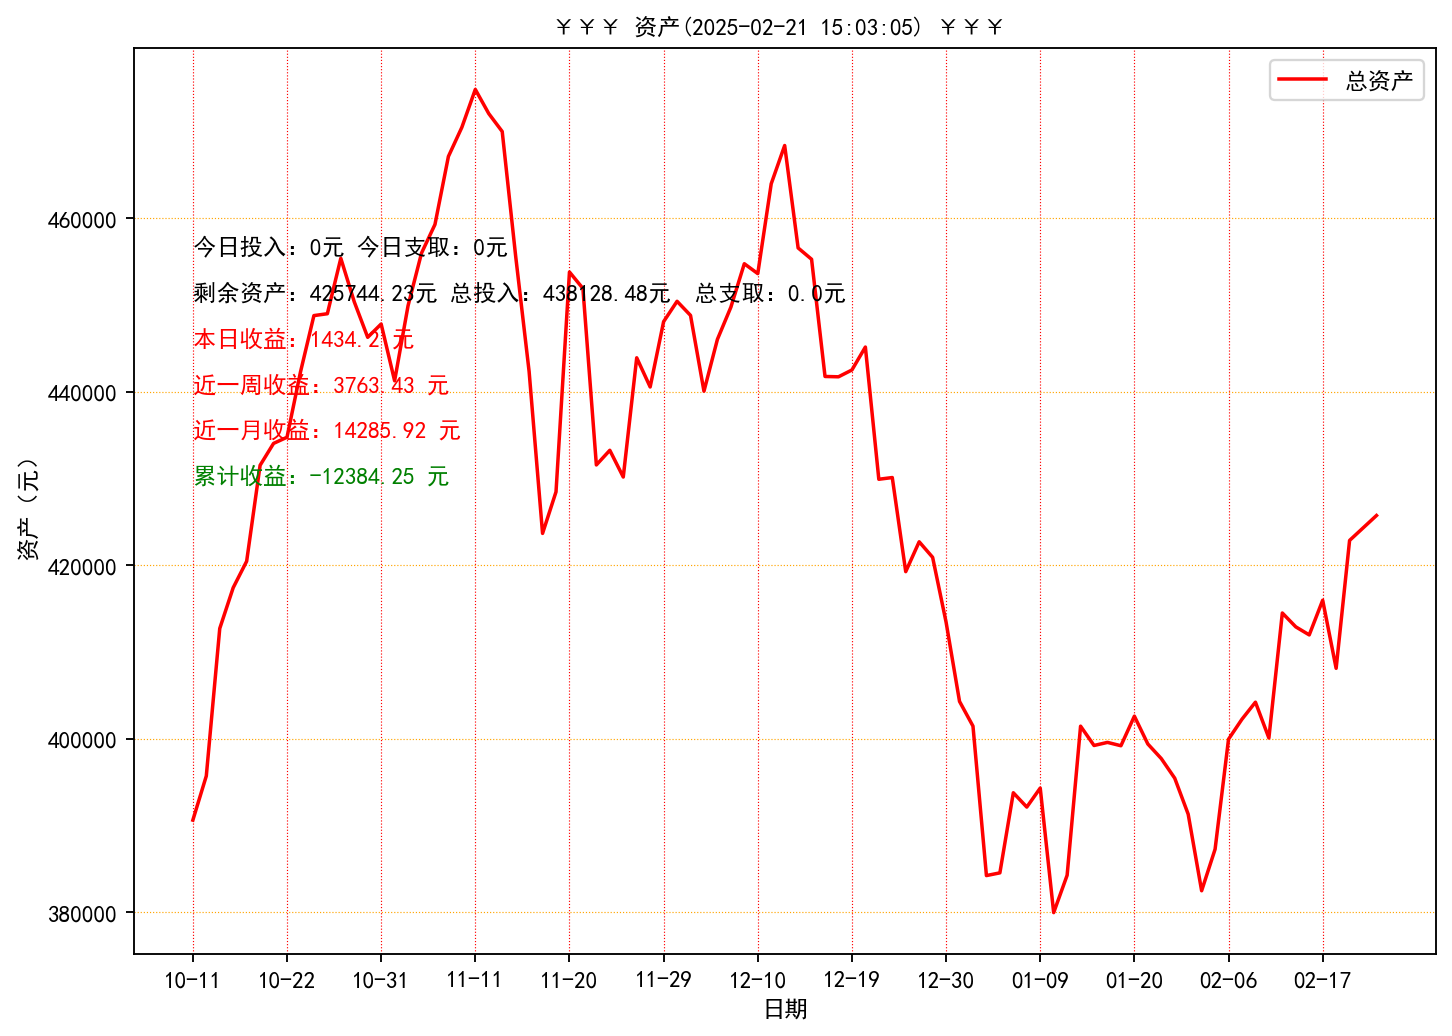 ￥￥￥ 资产(2025-02-21 15:03:05) ￥￥￥
总资产
460000
440000
420000
400000
380000
资产（元）
今日投入：0元 今日支取：0元
剩余资产：425744.23元 总投入：438128.48元  总支取：0.0元
本日收益：1434.2 元
近一周收益：3763.43 元
近一月收益：14285.92 元
累计收益：-12384.25 元
10-11 10-22 10-31 11-11 11-20 11-29 12-10 12-19 12-30 01-09 01-20 02-06 02-17
日期